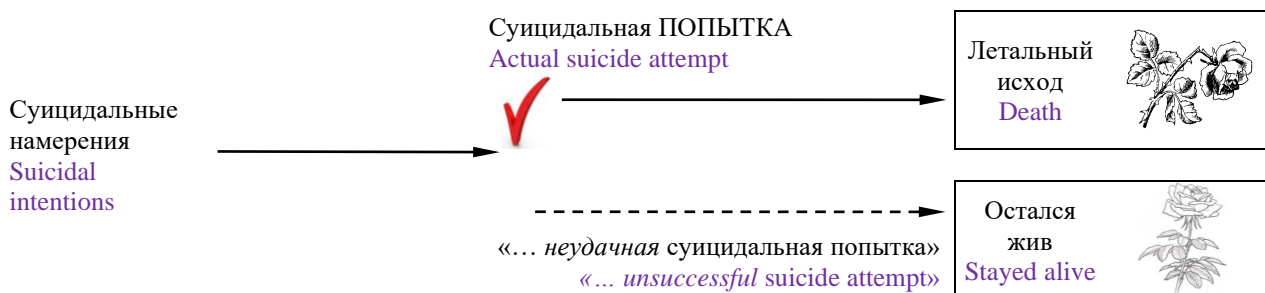 Суицидальные
намерения
Suicidal
intentions
Суицидальная ПОПЫТКА
Actual suicide attempt
Летальный
исход
Death
«… неудачная суицидальная попытка»
«… unsuccessful suicide attempt»
Остался
жив
Stayed alive